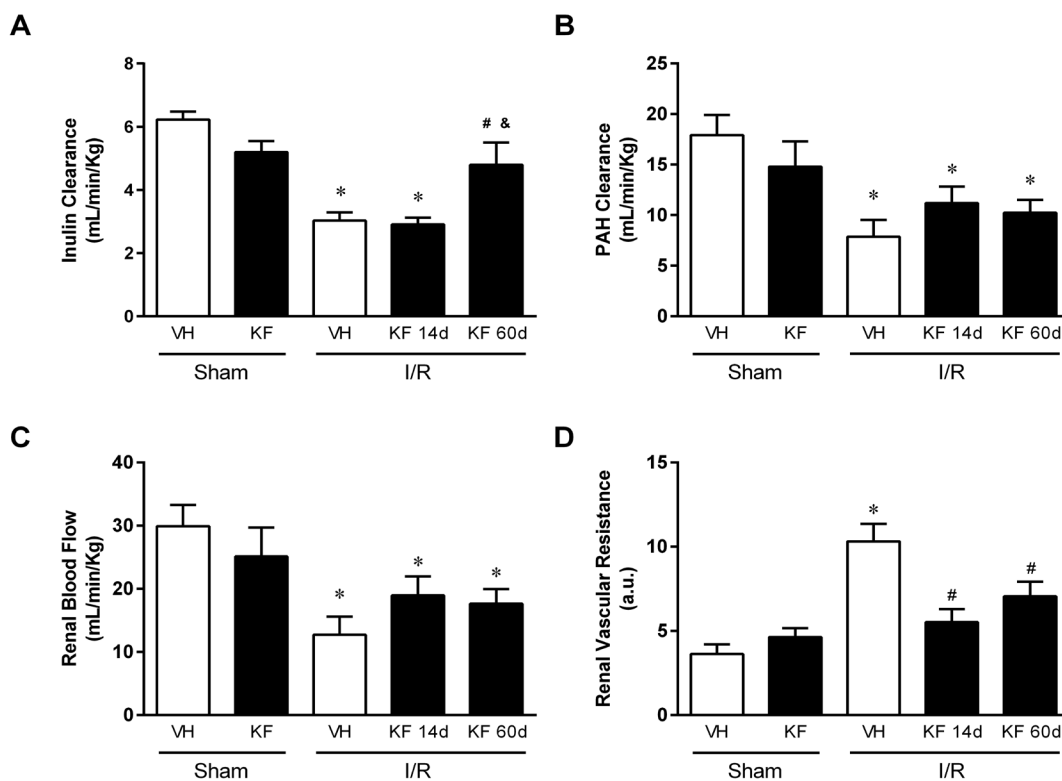 A
Inulin Clearance
(mL/min/Kg)
8
6
4
2
0
*
*
# &
VH KF VH KF 14d KF 60d
Sham I/R
B
PAH Clearance
(mL/min/Kg)
25
20
15
10
5
0
*
*
*
VH KF VH KF 14d KF 60d
Sham I/R
C
Renal Blood Flow
(mL/min/Kg)
40
30
20
10
0
*
*
*
VH KF VH KF 14d KF 60d
Sham I/R
D
Renal Vascular Resistance
(a.u.)
15
10
5
0
*
#
#
VH KF VH KF 14d KF 60d
Sham I/R